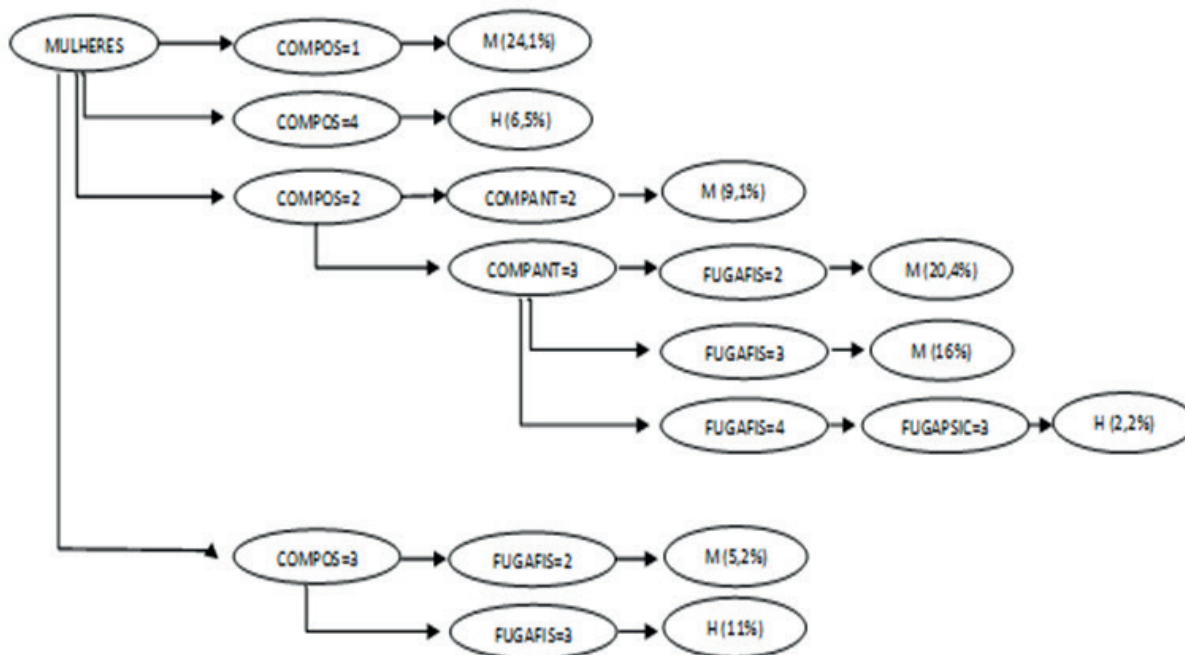 MULHERES
COMPOS=1
M (24,1%)
COMPOS=4
H (6,5%)
COMPOS=2
COMPANT=2
M (9,1%)
COMPANT=3
FUGAFIS=2
M (20,4%)
FUGAFIS=3
M (16%)
FUGAFIS=4
FUGAPSIC=3
H (2,2%)
COMPOS=3
FUGAFIS=2
M (5,2%)
FUGAFIS=3
H (11%)